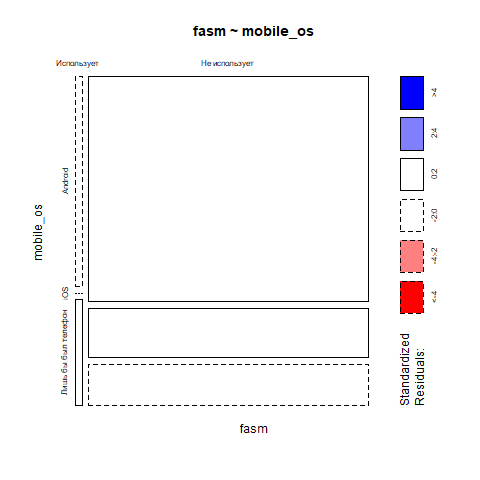 fasm ~ mobile_os
Использует
Не использует
mobile_os
Android
iOS
Лишь бы был телефон
fasm
Standardized
Residuals:
<-4
-4:-2
-2:0
0:2
2:4
>4